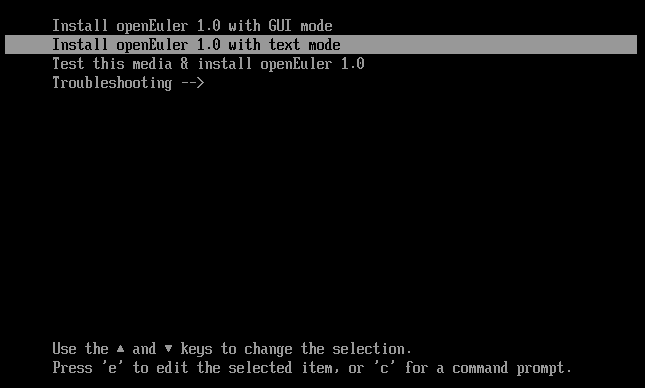 Install openEuler 1.0 with GUI mode
Install openEuler 1.0 with text mode
Test this media & install openEuler 1.0
Troubleshooting -->
Use the ▲ and ▼ keys to change the selection.
Press 'e' to edit the selected item, or 'c' for a command prompt.